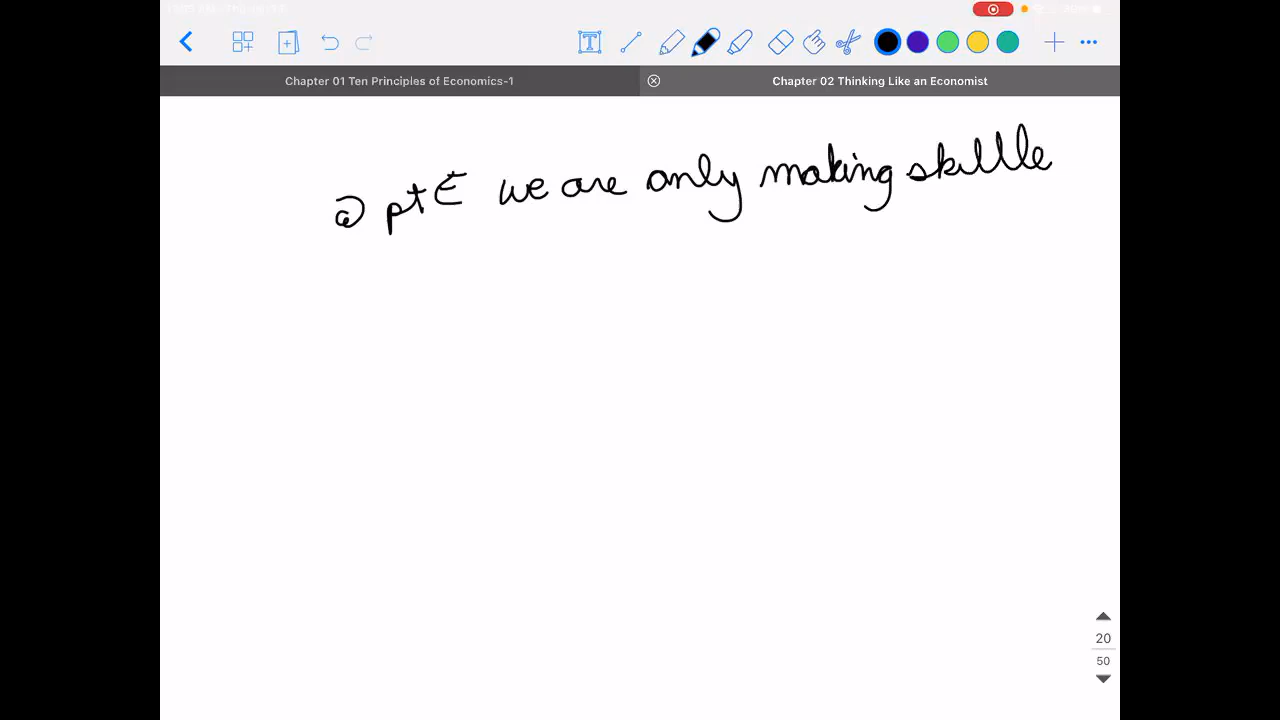 Chapter 01 Ten Principles of Economics-1
Chapter 02 Thinking Like an Economist
@ pt E we are only making skillle
20
50